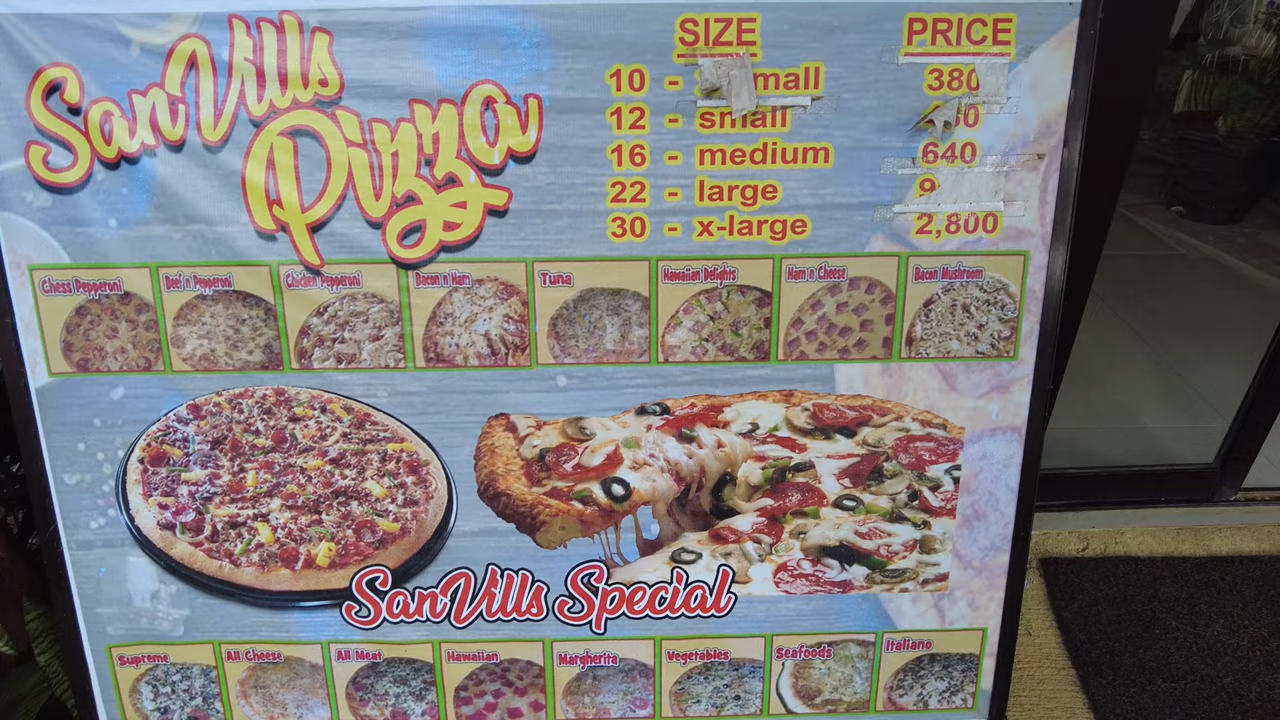 SanVills
Pizza
SIZE PRICE
10 - small 380
12 - small
16 - medium 640
22 - large
30 - x-large 2,800
Chess Pepperoni Beef n Pepperoni Chicken Pepperoni Bacon n Ham Tuna Hawaiian Delights Ham n Cheese Bacon Mushroom
SanVills Special
Supreme All Cheese All Meat Hawaiian Margherita Vegetables Seafoods Italiano